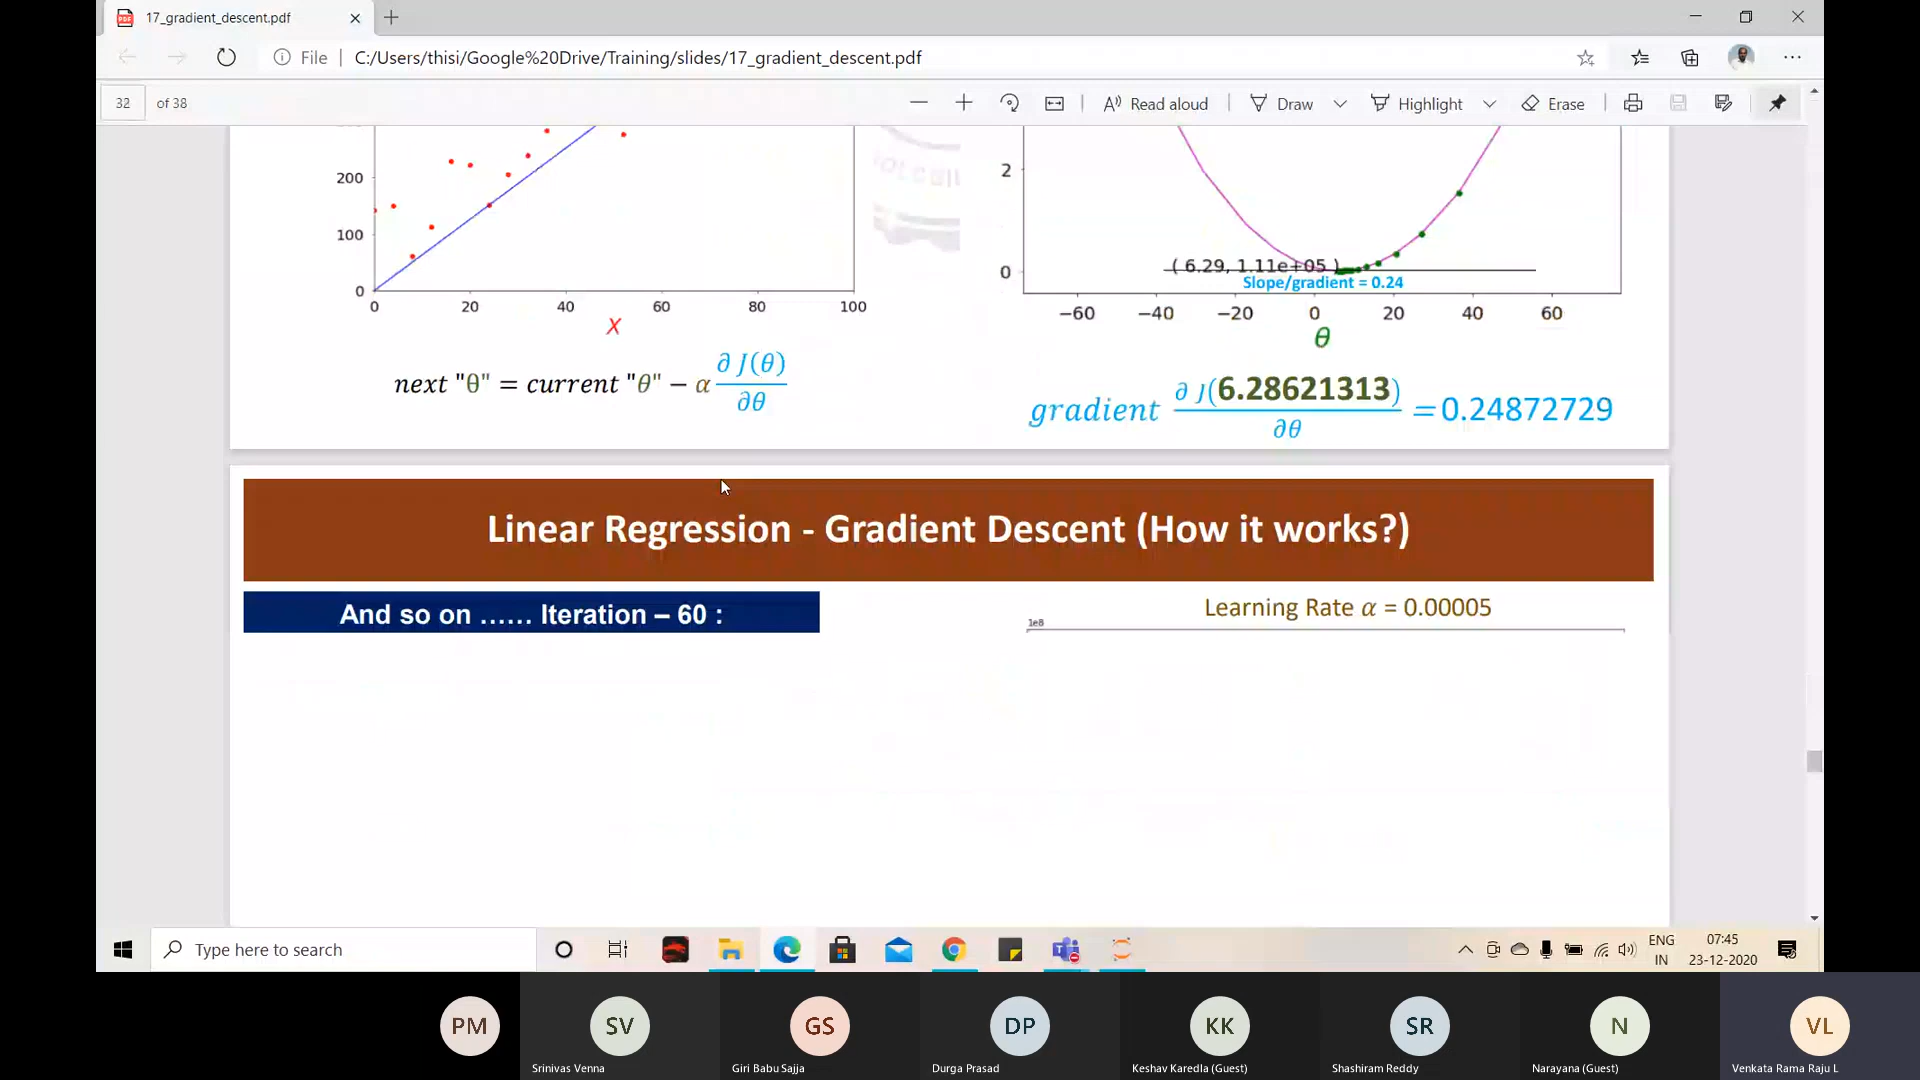 17_gradient_descent.pdf
File
C:/Users/thisi/Google%20Drive/Training/slides/17_gradient_descent.pdf
32 of 38
Read aloud
Draw
Highlight
Erase
200
100
0
0 20 40 60 80 100
X
2
0
( 6.29, 1.11e+05 )
Slope/gradient = 0.24
−60 −40 −20 0 20 40 60
θ
next "θ" = current "θ" − α ∂ J(θ) / ∂θ
gradient ∂ J(6.28621313) / ∂θ = 0.24872729
Linear Regression - Gradient Descent (How it works?)
And so on …… Iteration – 60 :
Learning Rate α = 0.00005
1e8
Type here to search
ENG
IN
07:45
23-12-2020
PM
SV
GS
DP
KK
SR
N
VL
Srinivas Venna
Giri Babu Sajja
Durga Prasad
Keshav Karedla (Guest)
Shashiram Reddy
Narayana (Guest)
Venkata Rama Raju L